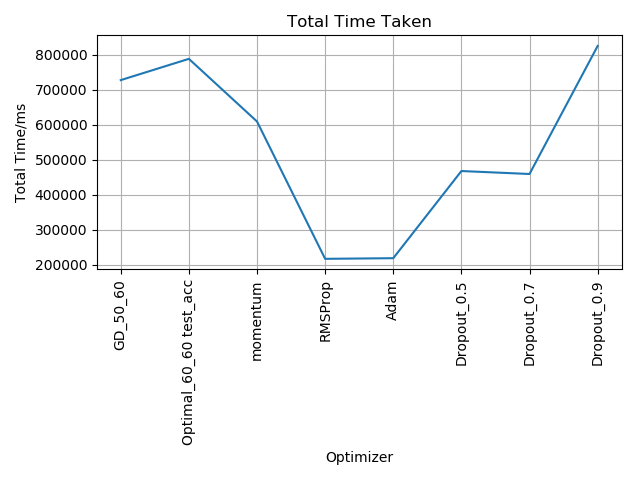 Total Time Taken
Total Time/ms
800000
700000
600000
500000
400000
300000
200000
GD_50_60
Optimal_60_60 test_acc
momentum
RMSProp
Adam
Dropout_0.5
Dropout_0.7
Dropout_0.9
Optimizer